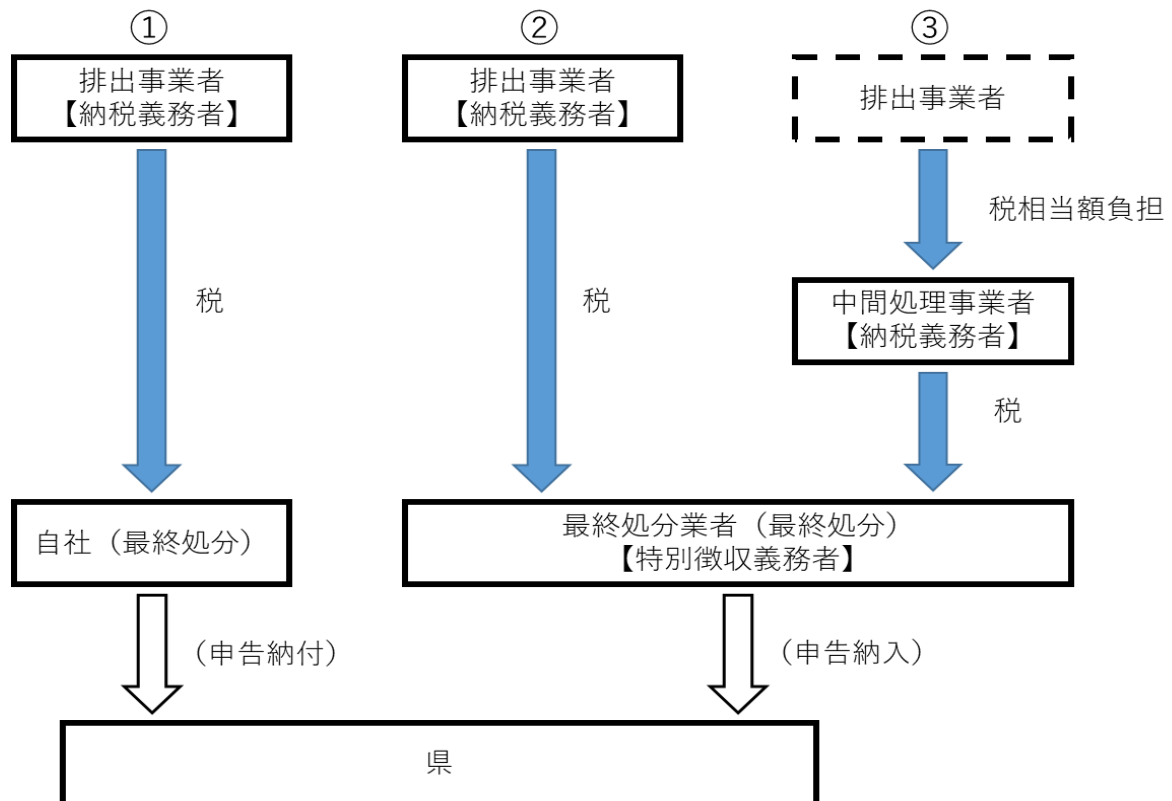 ①
②
③
排出事業者
【納税義務者】
排出事業者
【納税義務者】
排出事業者
税相当額負担
中間処理事業者
【納税義務者】
税
税
税
自社（最終処分）
最終処分業者（最終処分）
【特別徴収義務者】
（申告納付）
（申告納入）
県